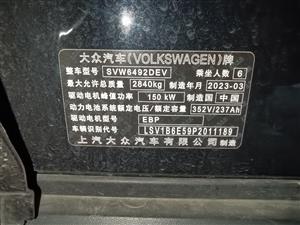 大众汽车(VOLKSWAGEN)牌
整车型号 SVW6492DEV 乘坐人数 6
最大允许总质量 2840kg 制造年月 2023-03
驱动电机峰值功率 150 kW 制造国 中国
动力电池系统额定电压/额定容量 352V/237Ah
驱动电机型号 EBP
车辆识别代号 LSV1B6E59P2011189
上汽大众汽车有限公司 制造